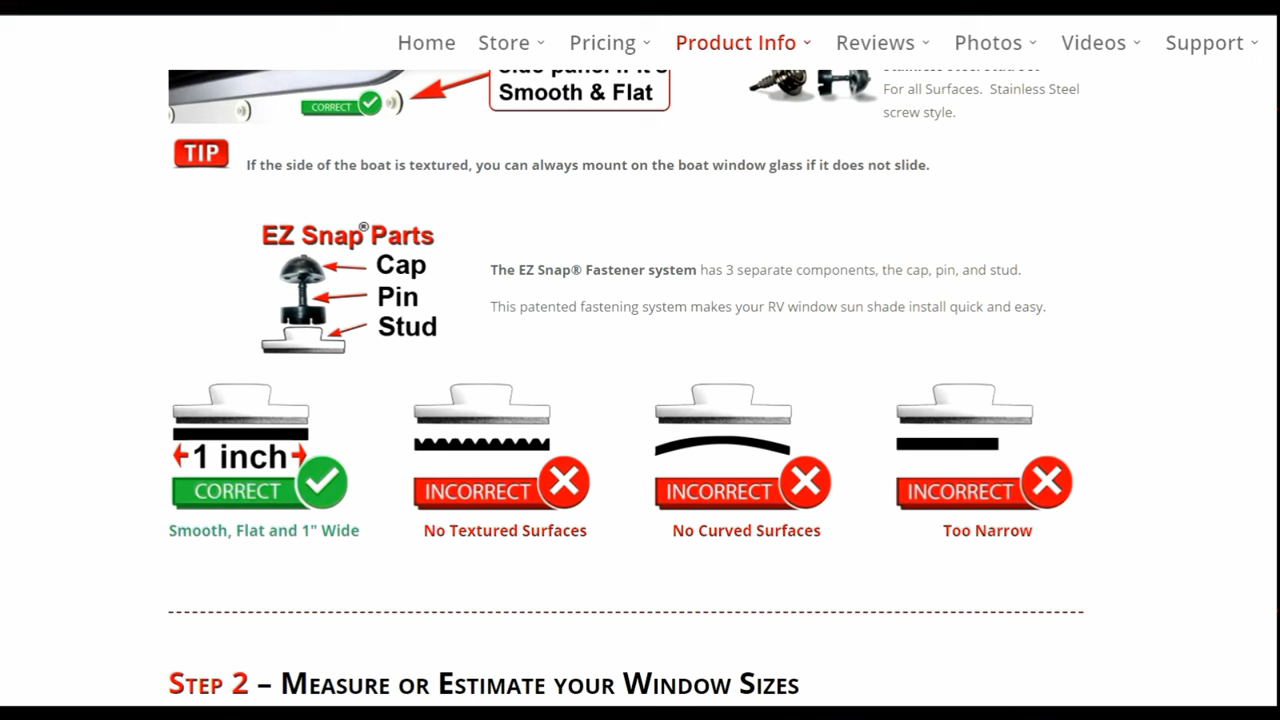 Home Store Pricing Product Info Reviews Photos Videos Support
Smooth & Flat
CORRECT
For all Surfaces. Stainless Steel
screw style.
TIP
If the side of the boat is textured, you can always mount on the boat window glass if it does not slide.
EZ Snap® Parts
Cap
Pin
Stud
The EZ Snap® Fastener system has 3 separate components, the cap, pin, and stud.
This patented fastening system makes your RV window sun shade install quick and easy.
1 inch
CORRECT
Smooth, Flat and 1" Wide
INCORRECT
No Textured Surfaces
INCORRECT
No Curved Surfaces
INCORRECT
Too Narrow
Step 2 – Measure or Estimate your Window Sizes